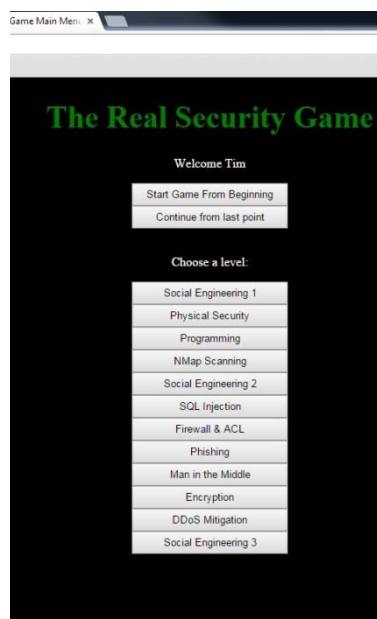 Game Main Menu ×
The Real Security Game
Welcome Tim
Start Game From Beginning
Continue from last point
Choose a level:
Social Engineering 1
Physical Security
Programming
NMap Scanning
Social Engineering 2
SQL Injection
Firewall & ACL
Phishing
Man in the Middle
Encryption
DDoS Mitigation
Social Engineering 3